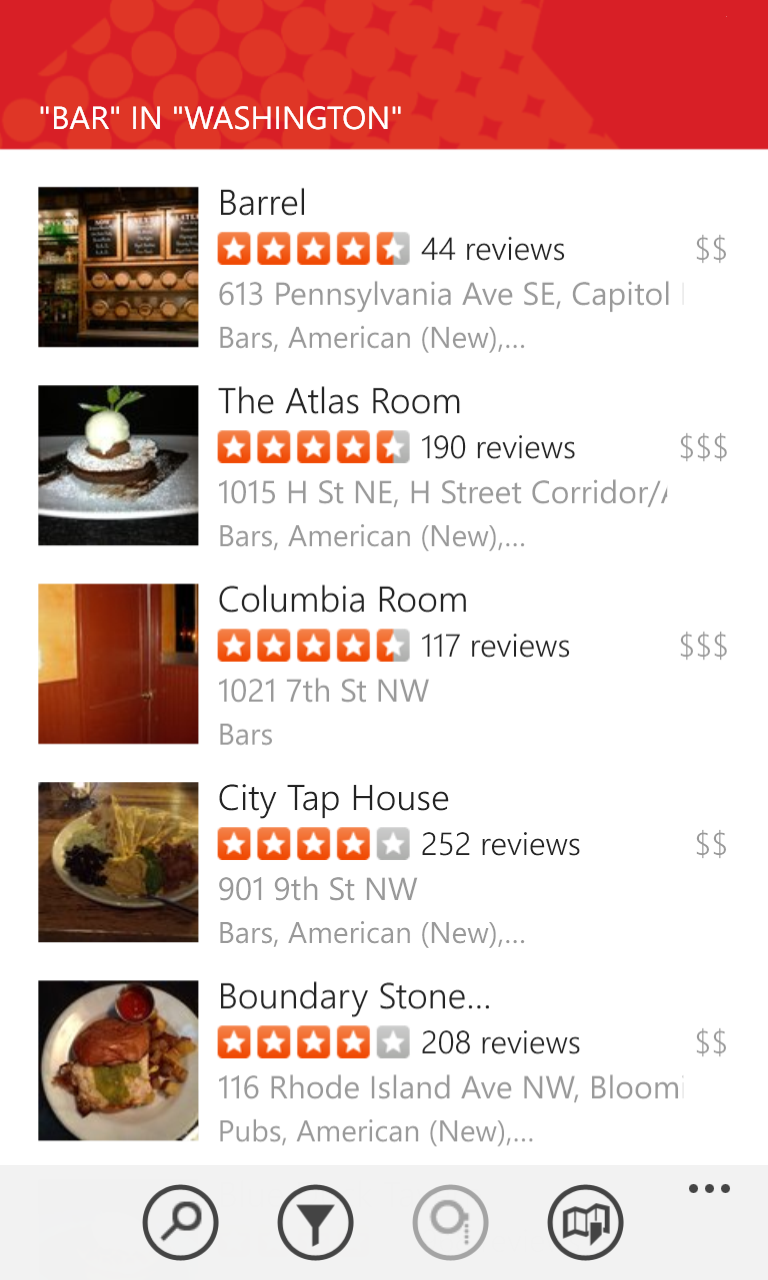 "BAR" IN "WASHINGTON"
Barrel
44 reviews
$$
613 Pennsylvania Ave SE, Capitol
Bars, American (New),...
The Atlas Room
190 reviews
$$$
1015 H St NE, H Street Corridor/
Bars, American (New),...
Columbia Room
117 reviews
$$$
1021 7th St NW
Bars
City Tap House
252 reviews
$$
901 9th St NW
Bars, American (New),...
Boundary Stone...
208 reviews
$$
116 Rhode Island Ave NW, Bloomi
Pubs, American (New),...